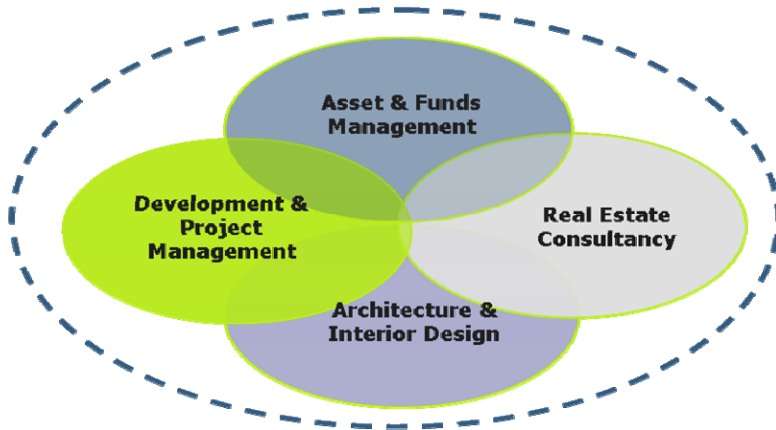 Asset & Funds
Management
Development &
Project
Management
Real Estate
Consultancy
Architecture &
Interior Design